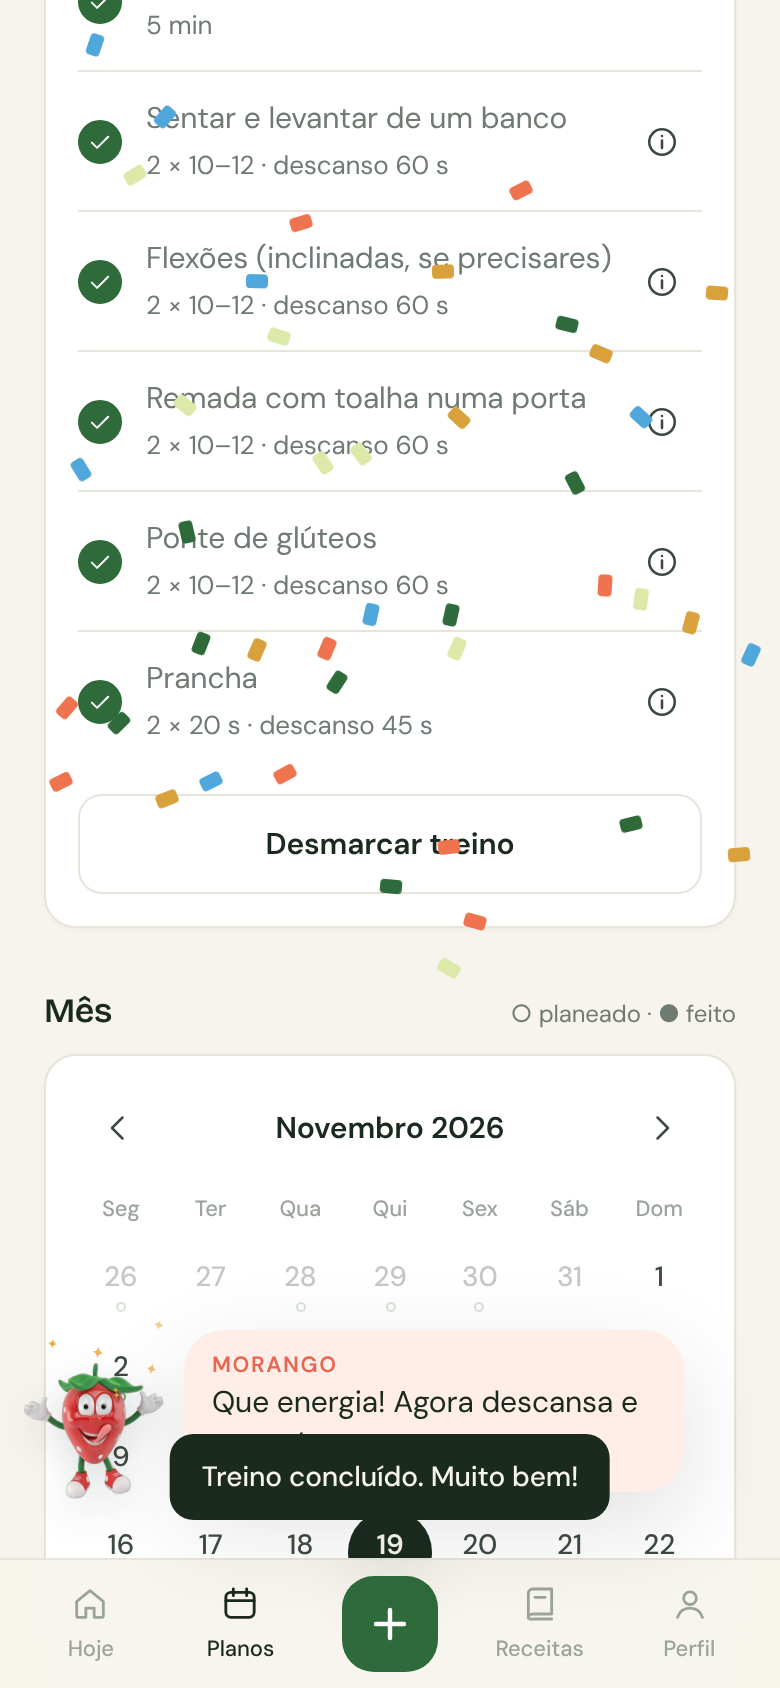 5 min
Sentar e levantar de um banco
2 × 10–12 · descanso 60 s
Flexões (inclinadas, se precisares)
2 × 10–12 · descanso 60 s
Remada com toalha numa porta
2 × 10–12 · descanso 60 s
Ponte de glúteos
2 × 10–12 · descanso 60 s
Prancha
2 × 20 s · descanso 45 s
Desmarcar treino
Mês
planeado · feito
Novembro 2026
Seg Ter Qua Qui Sex Sáb Dom
26 27 28 29 30 31 1
2
MORANGO
Que energia! Agora descansa e
9
Treino concluído. Muito bem!
16 17 18 19 20 21 22
Hoje Planos Receitas Perfil